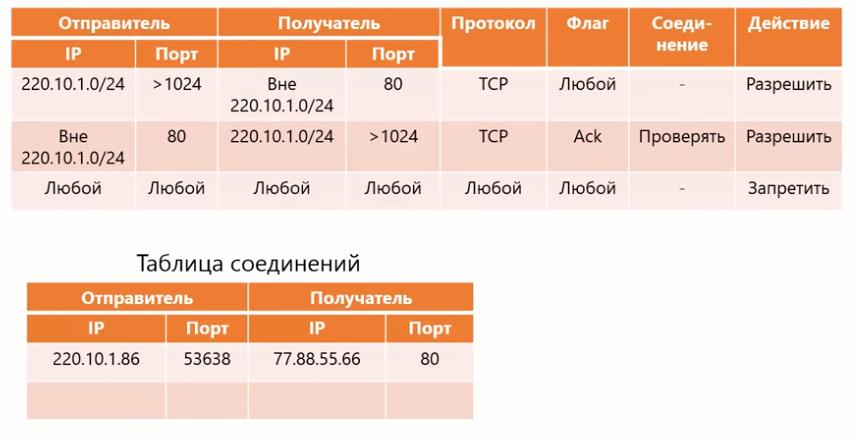 Отправитель Получатель Протокол Флаг Соеди-
нение Действие
IP Порт IP Порт
220.10.1.0/24 >1024 Вне
220.10.1.0/24 80 TCP Любой - Разрешить
Вне
220.10.1.0/24 80 220.10.1.0/24 >1024 TCP Ack Проверять Разрешить
Любой Любой Любой Любой Любой Любой - Запретить
Таблица соединений
Отправитель Получатель
IP Порт IP Порт
220.10.1.86 53638 77.88.55.66 80